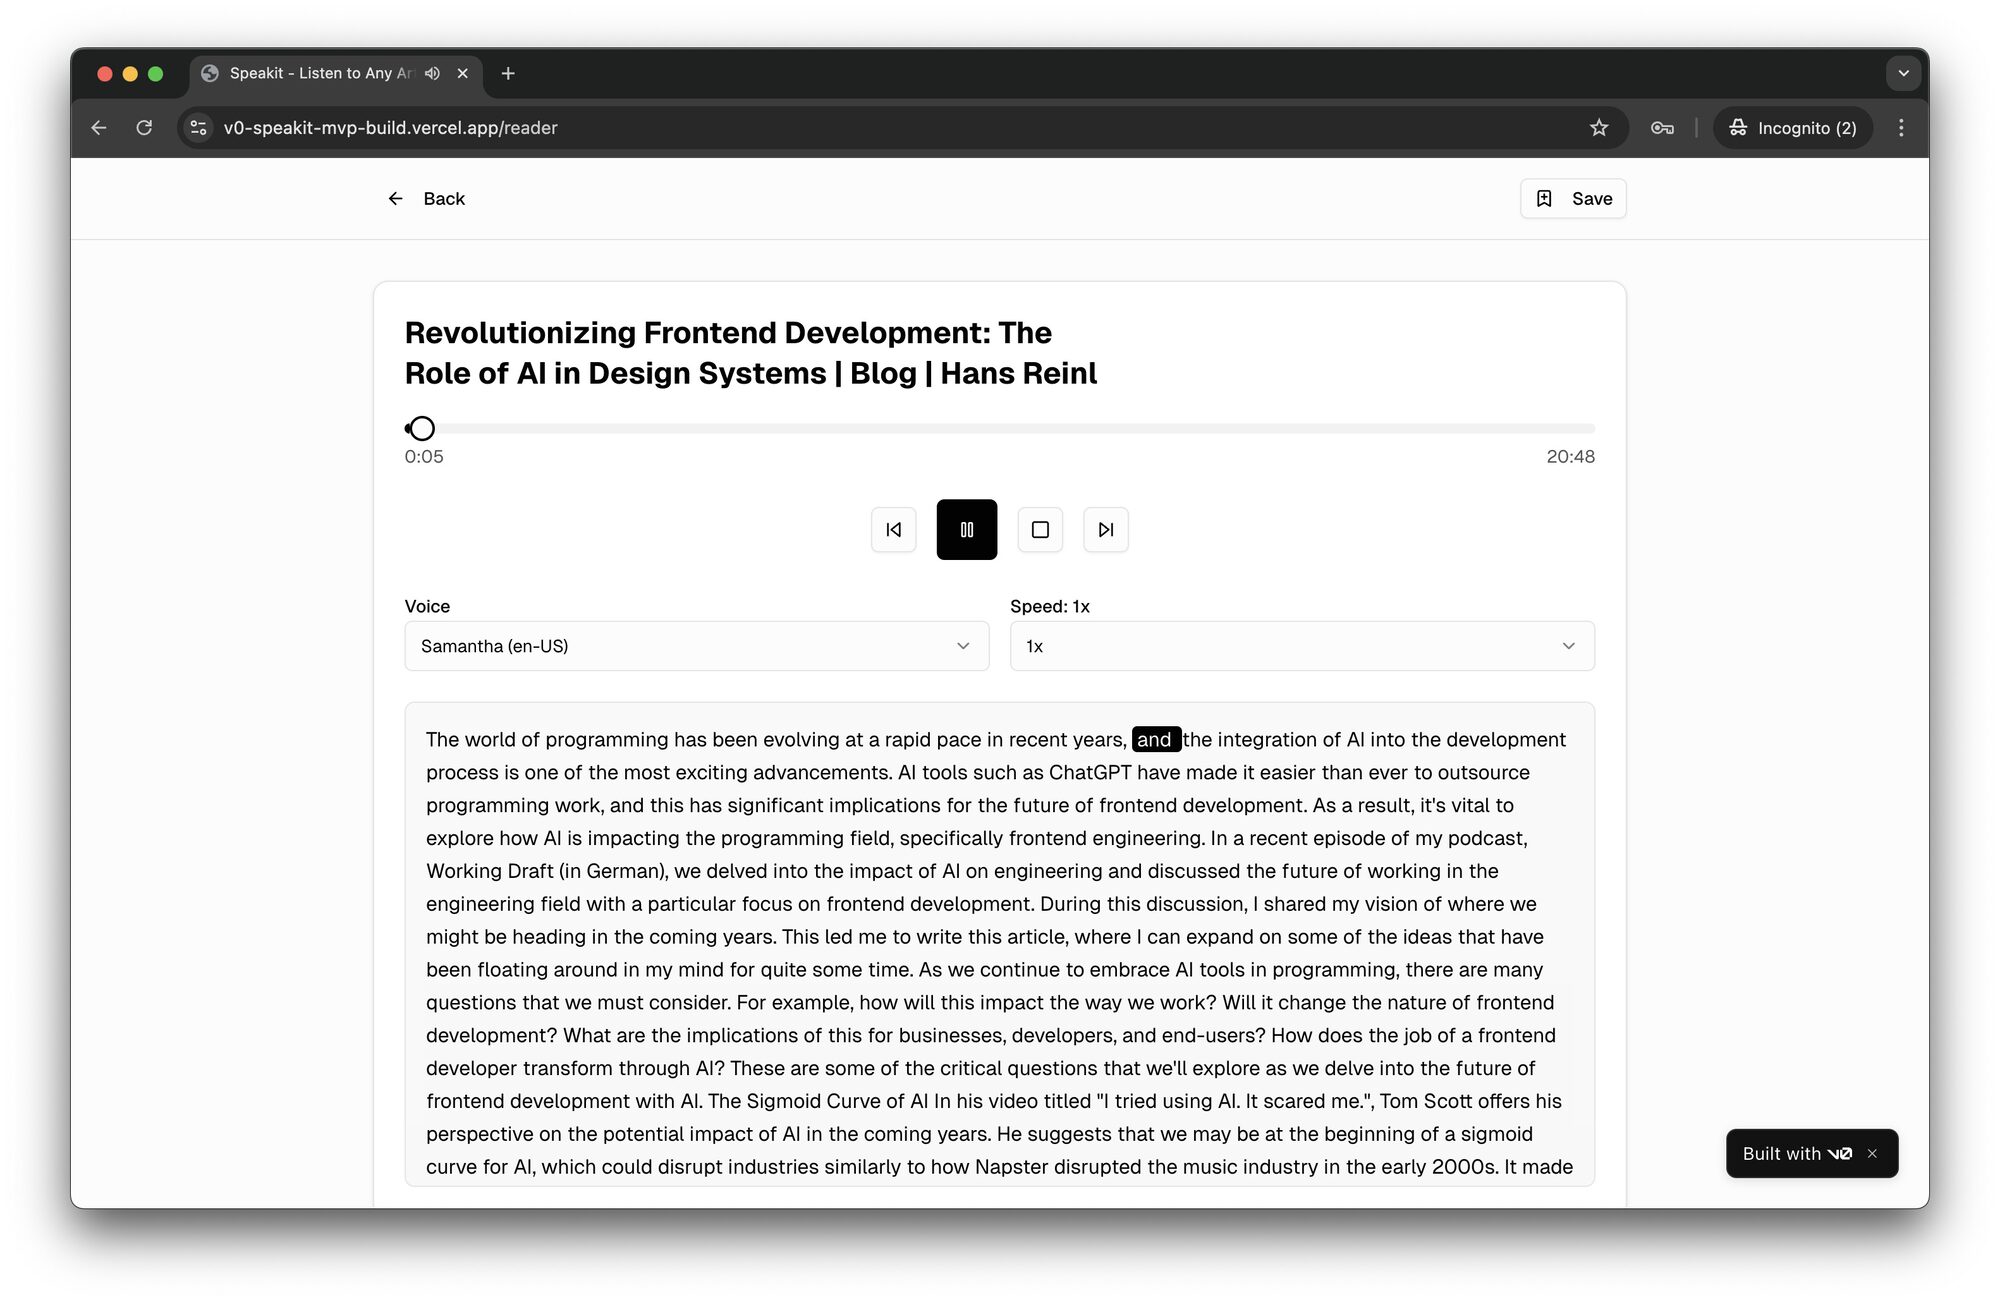 Speakit - Listen to Any Ar
v0-speakit-mvp-build.vercel.app/reader
Incognito (2)
Back
Save
Revolutionizing Frontend Development: The
Role of AI in Design Systems | Blog | Hans Reinl
0:05
20:48
Voice
Speed: 1x
Samantha (en-US)
1x
The world of programming has been evolving at a rapid pace in recent years, and the integration of AI into the development
process is one of the most exciting advancements. AI tools such as ChatGPT have made it easier than ever to outsource
programming work, and this has significant implications for the future of frontend development. As a result, it's vital to
explore how AI is impacting the programming field, specifically frontend engineering. In a recent episode of my podcast,
Working Draft (in German), we delved into the impact of AI on engineering and discussed the future of working in the
engineering field with a particular focus on frontend development. During this discussion, I shared my vision of where we
might be heading in the coming years. This led me to write this article, where I can expand on some of the ideas that have
been floating around in my mind for quite some time. As we continue to embrace AI tools in programming, there are many
questions that we must consider. For example, how will this impact the way we work? Will it change the nature of frontend
development? What are the implications of this for businesses, developers, and end-users? How does the job of a frontend
developer transform through AI? These are some of the critical questions that we'll explore as we delve into the future of
frontend development with AI. The Sigmoid Curve of AI In his video titled "I tried using AI. It scared me.", Tom Scott offers his
perspective on the potential impact of AI in the coming years. He suggests that we may be at the beginning of a sigmoid
curve for AI, which could disrupt industries similarly to how Napster disrupted the music industry in the early 2000s. It made
Built with v0